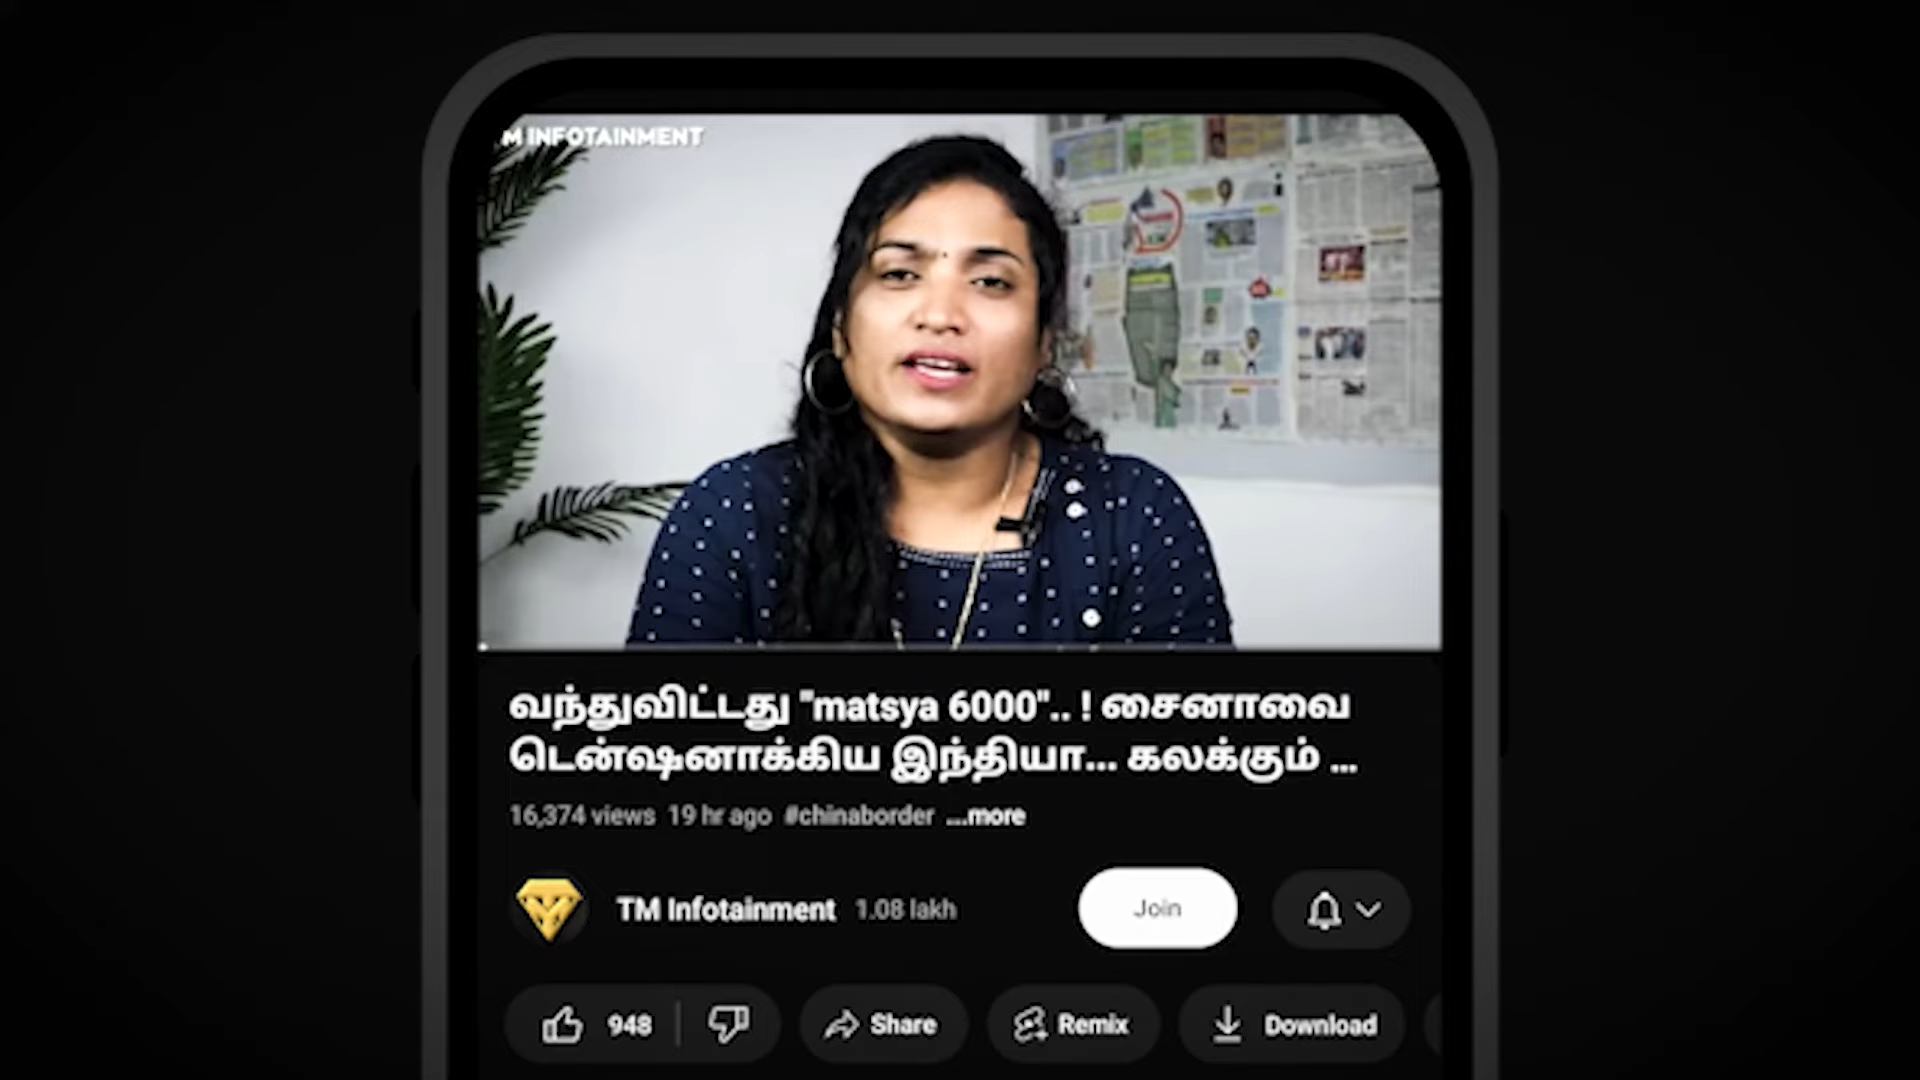 M INFOTAINMENT
வந்துவிட்டது "matsya 6000".. ! சைனாவை
டென்ஷனாக்கிய இந்தியா... கலக்கும் ...
16,374 views 19 hr ago #chinaborder ...more
TM Infotainment 1.08 lakh
Join
948
Share
Remix
Download